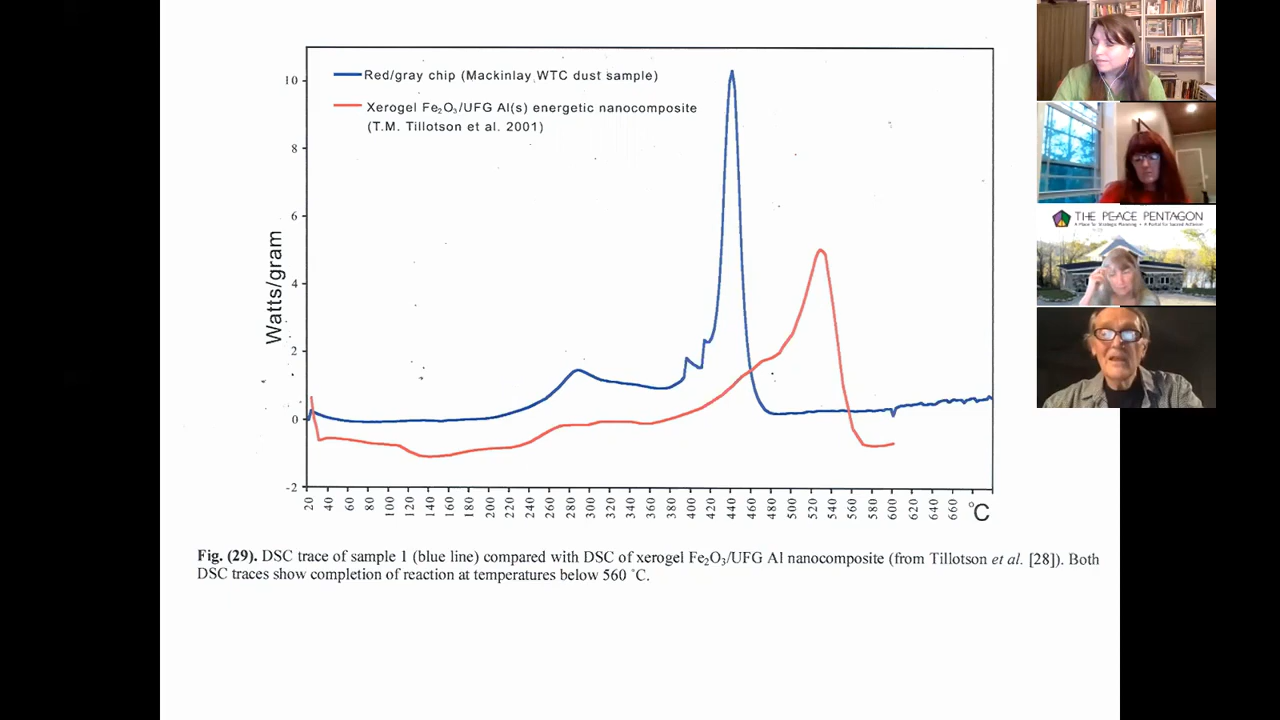 Red/gray chip (Mackinlay WTC dust sample)
Xerogel Fe₂O₃/UFG Al(s) energetic nanocomposite
(T.M. Tillotson et al. 2001)
Watts/gram
10
8
6
4
2
0
-2
20 40 60 80 100 120 140 160 180 200 220 240 260 280 300 320 340 360 380 400 420 440 460 480 500 520 540 560 580 600 620 640 660 °C
Fig. (29). DSC trace of sample 1 (blue line) compared with DSC of xerogel Fe₂O₃/UFG Al nanocomposite (from Tillotson et al. [28]). Both
DSC traces show completion of reaction at temperatures below 560 ˚C.
THE PEACE PENTAGON